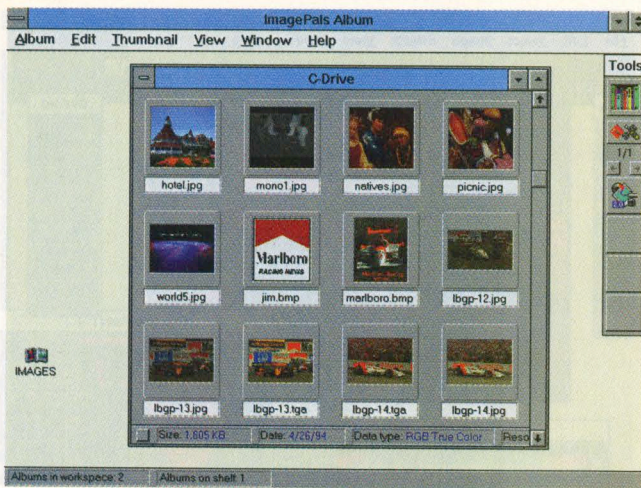 ImagePals Album
Album Edit Thumbnail View Window Help
C-Drive
Tools
1/1
hotel.jpg mono1.jpg natives.jpg picnic.jpg
Marlboro
RACING NEWS
world5.jpg jim.bmp marlboro.bmp lbgp-12.jpg
IMAGES
lbgp-13.jpg lbgp-13.tga lbgp-14.tga lbgp-14.jpg
Size: 1,605 KB Date: 4/26/94 Data type: RGB True Color Reso
Albums in workspace: 2 Albums on shelf: 1